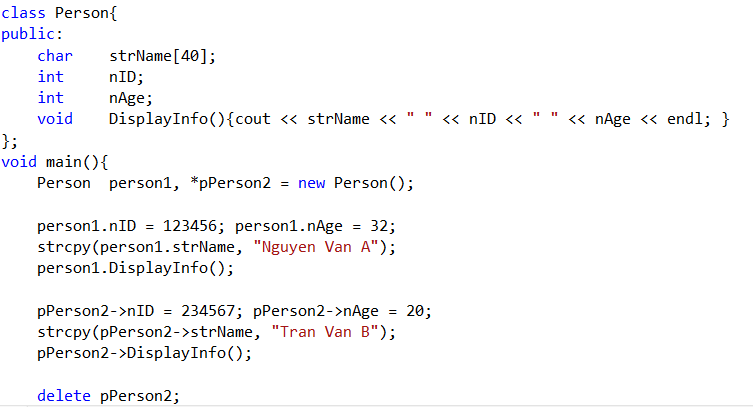 class Person{
public:
    char    strName[40];
    int     nID;
    int     nAge;
    void    DisplayInfo(){cout << strName << " " << nID << " " << nAge << endl; }
};
void main(){
    Person  person1, *pPerson2 = new Person();

    person1.nID = 123456; person1.nAge = 32;
    strcpy(person1.strName, "Nguyen Van A");
    person1.DisplayInfo();

    pPerson2->nID = 234567; pPerson2->nAge = 20;
    strcpy(pPerson2->strName, "Tran Van B");
    pPerson2->DisplayInfo();

    delete pPerson2;